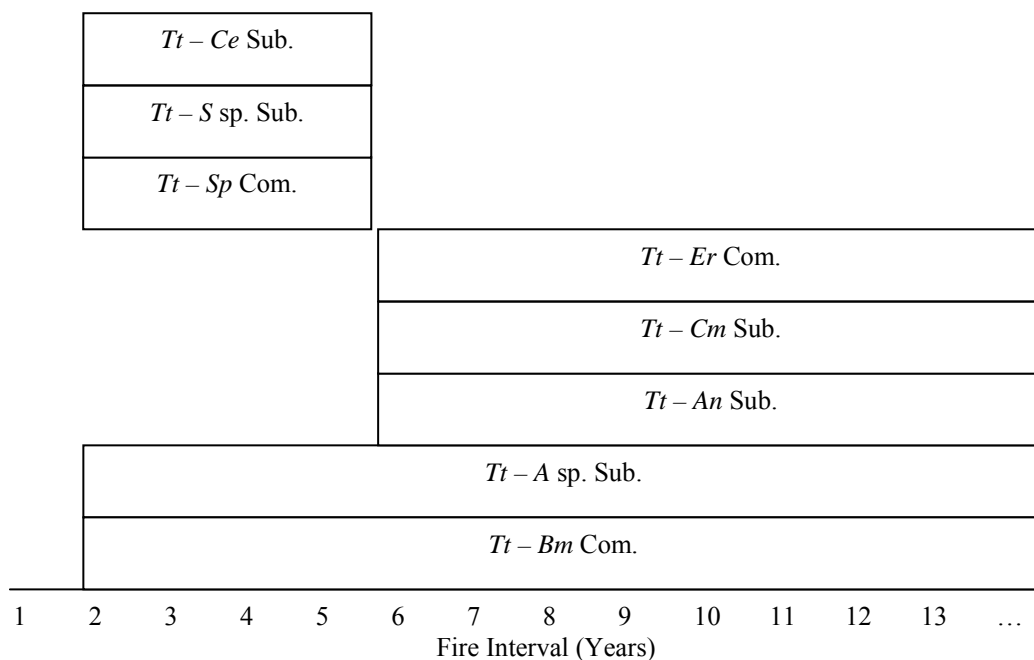 Tt – Ce Sub.
Tt – S sp. Sub.
Tt – Sp Com.
Tt – Er Com.
Tt – Cm Sub.
Tt – An Sub.
Tt – A sp. Sub.
Tt – Bm Com.
1 2 3 4 5 6 7 8 9 10 11 12 13 …
Fire Interval (Years)